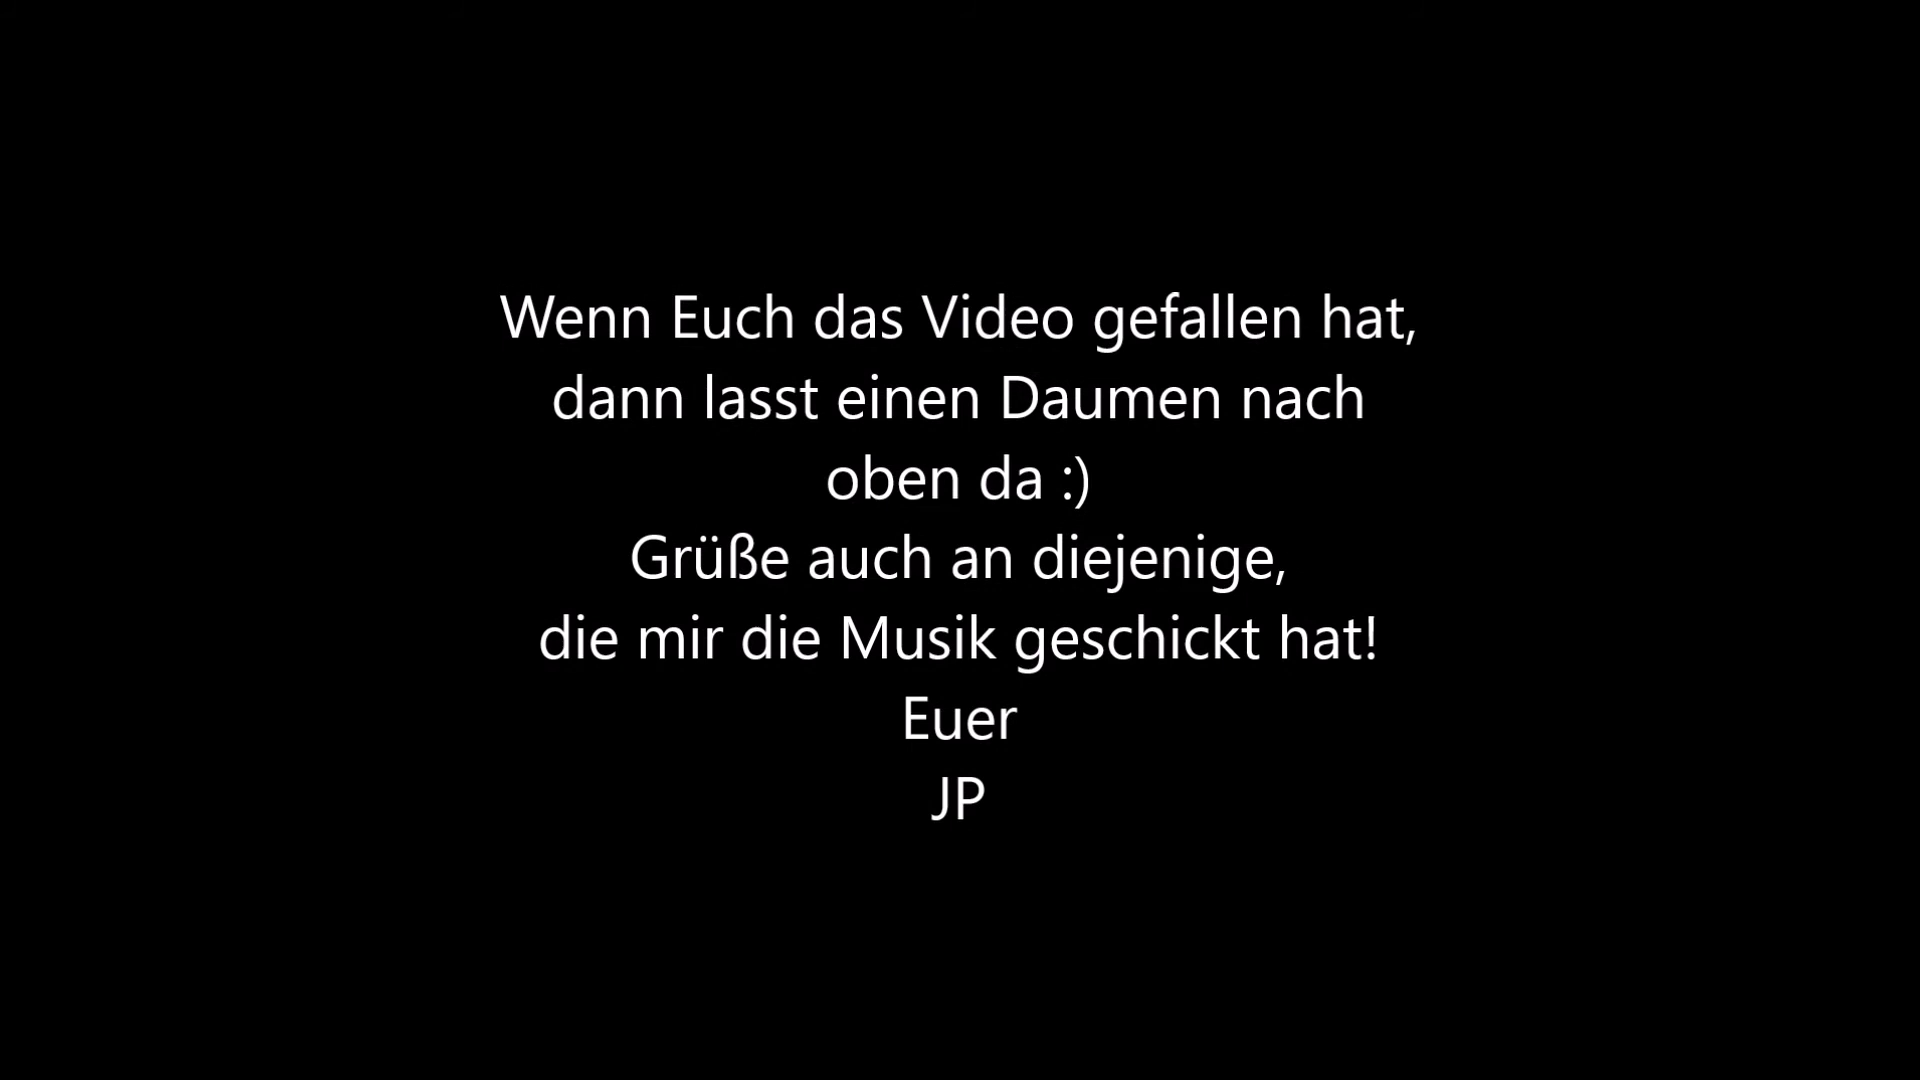 Wenn Euch das Video gefallen hat,
dann lasst einen Daumen nach
oben da :)
Grüße auch an diejenige,
die mir die Musik geschickt hat!
Euer
JP